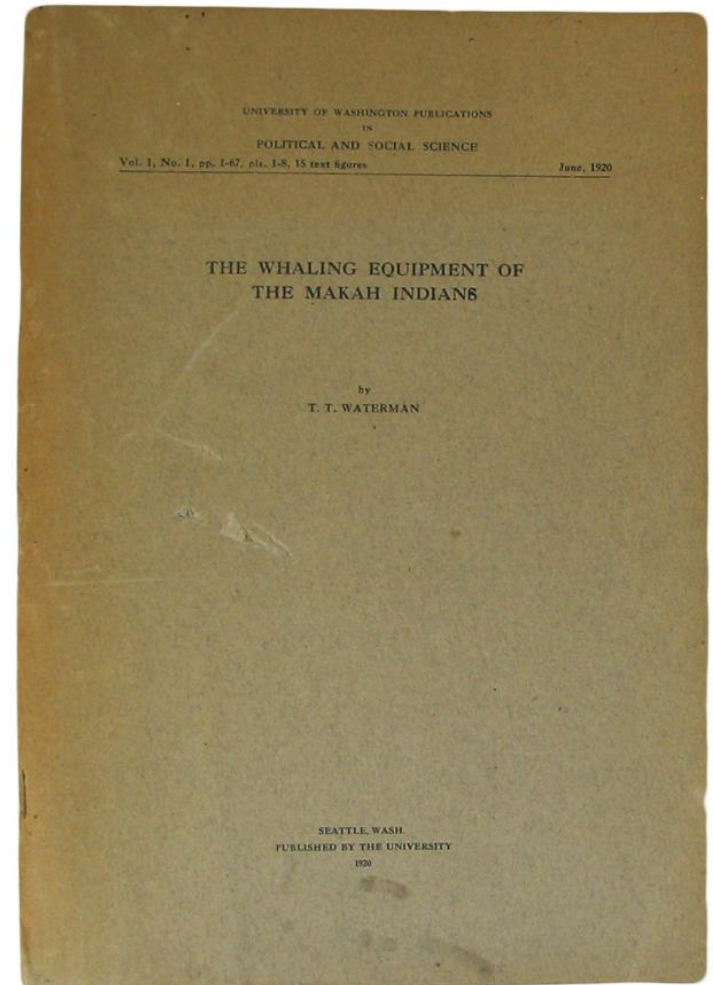 UNIVERSITY OF WASHINGTON PUBLICATIONS
IN
POLITICAL AND SOCIAL SCIENCE
Vol. 1, No. 1, pp. 1-67, pls. 1-8, 15 text figures June, 1920
THE WHALING EQUIPMENT OF
THE MAKAH INDIANS
by
T. T. WATERMAN
SEATTLE, WASH.
PUBLISHED BY THE UNIVERSITY
1920